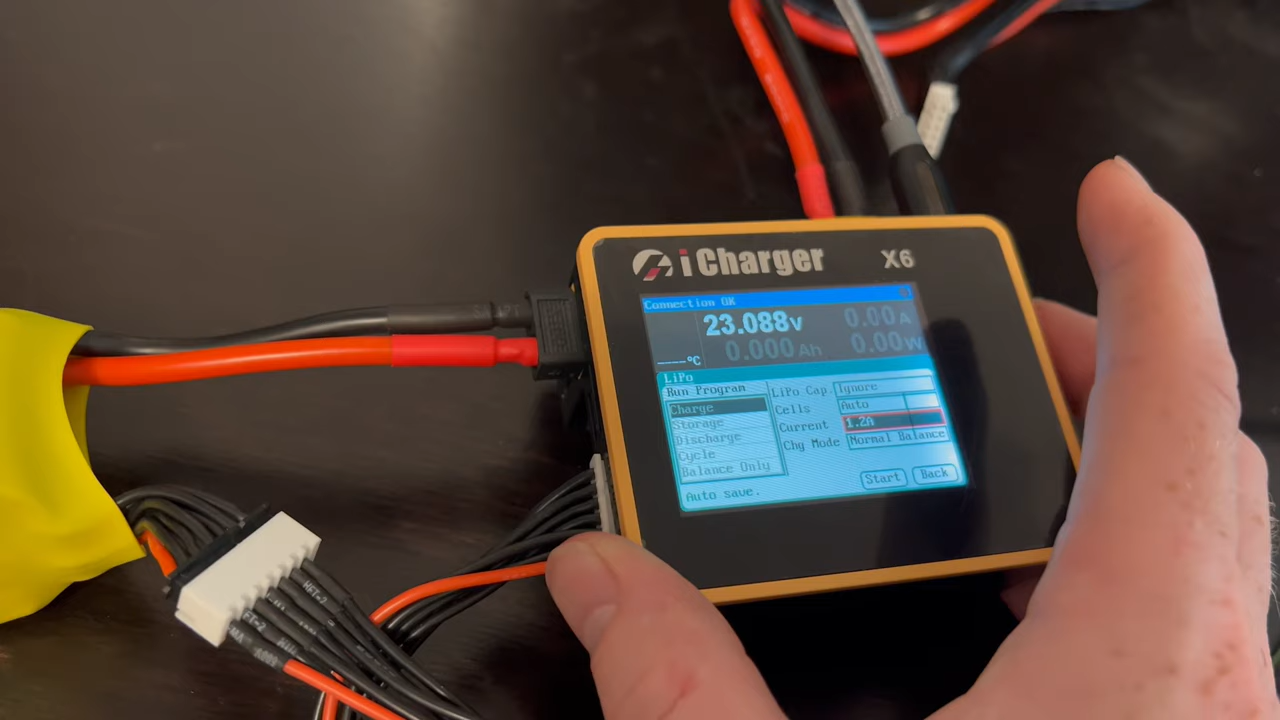 iCharger X6
Connection OK
23.088V 0.00A
----°C 0.000Ah 0.00W
LiPo
Run Program
Charge
Storage
Discharge
Cycle
Balance Only
LiPo Cap. Ignore
Cells Auto
Current 1.2A
Chg Mode Normal Balance
Auto save.
Start Back